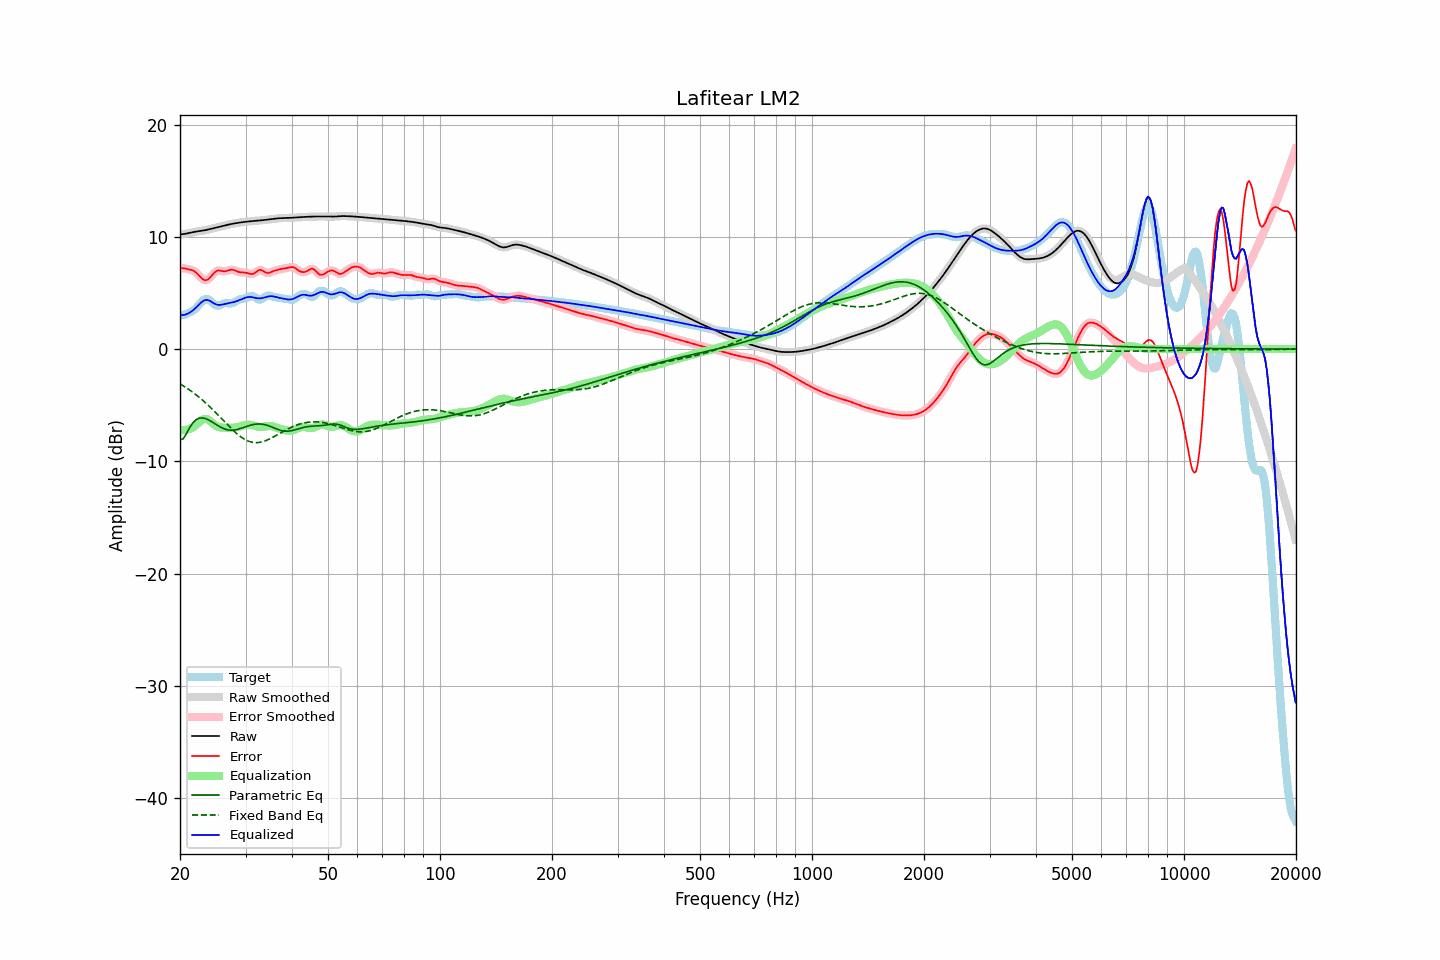 Lafitear LM2
20
10
0
−10
−20
−30
−40
Amplitude (dBr)
Target
Raw Smoothed
Error Smoothed
Raw
Error
Equalization
Parametric Eq
Fixed Band Eq
Equalized
20 50 100 200 500 1000 2000 5000 10000 20000
Frequency (Hz)